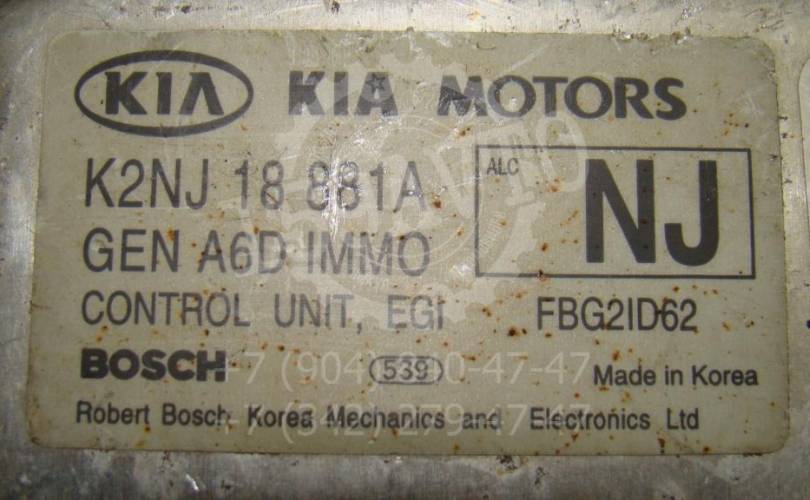 KIA KIA MOTORS
K2NJ 18 881A
ALC NJ
GEN A6D IMMO
CONTROL UNIT, EGI FBG2ID62
BOSCH 539 Made in Korea
Robert Bosch Korea Mechanics and Electronics Ltd